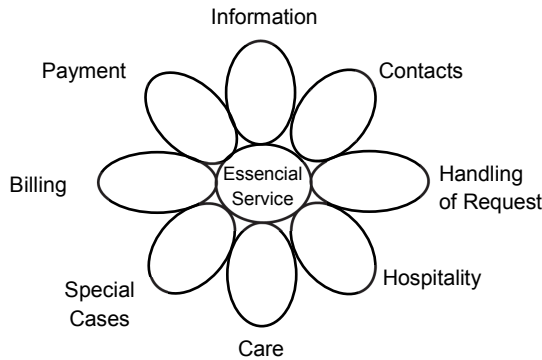 Information
Payment
Contacts
Billing
Essencial
Service
Handling
of Request
Special
Cases
Hospitality
Care